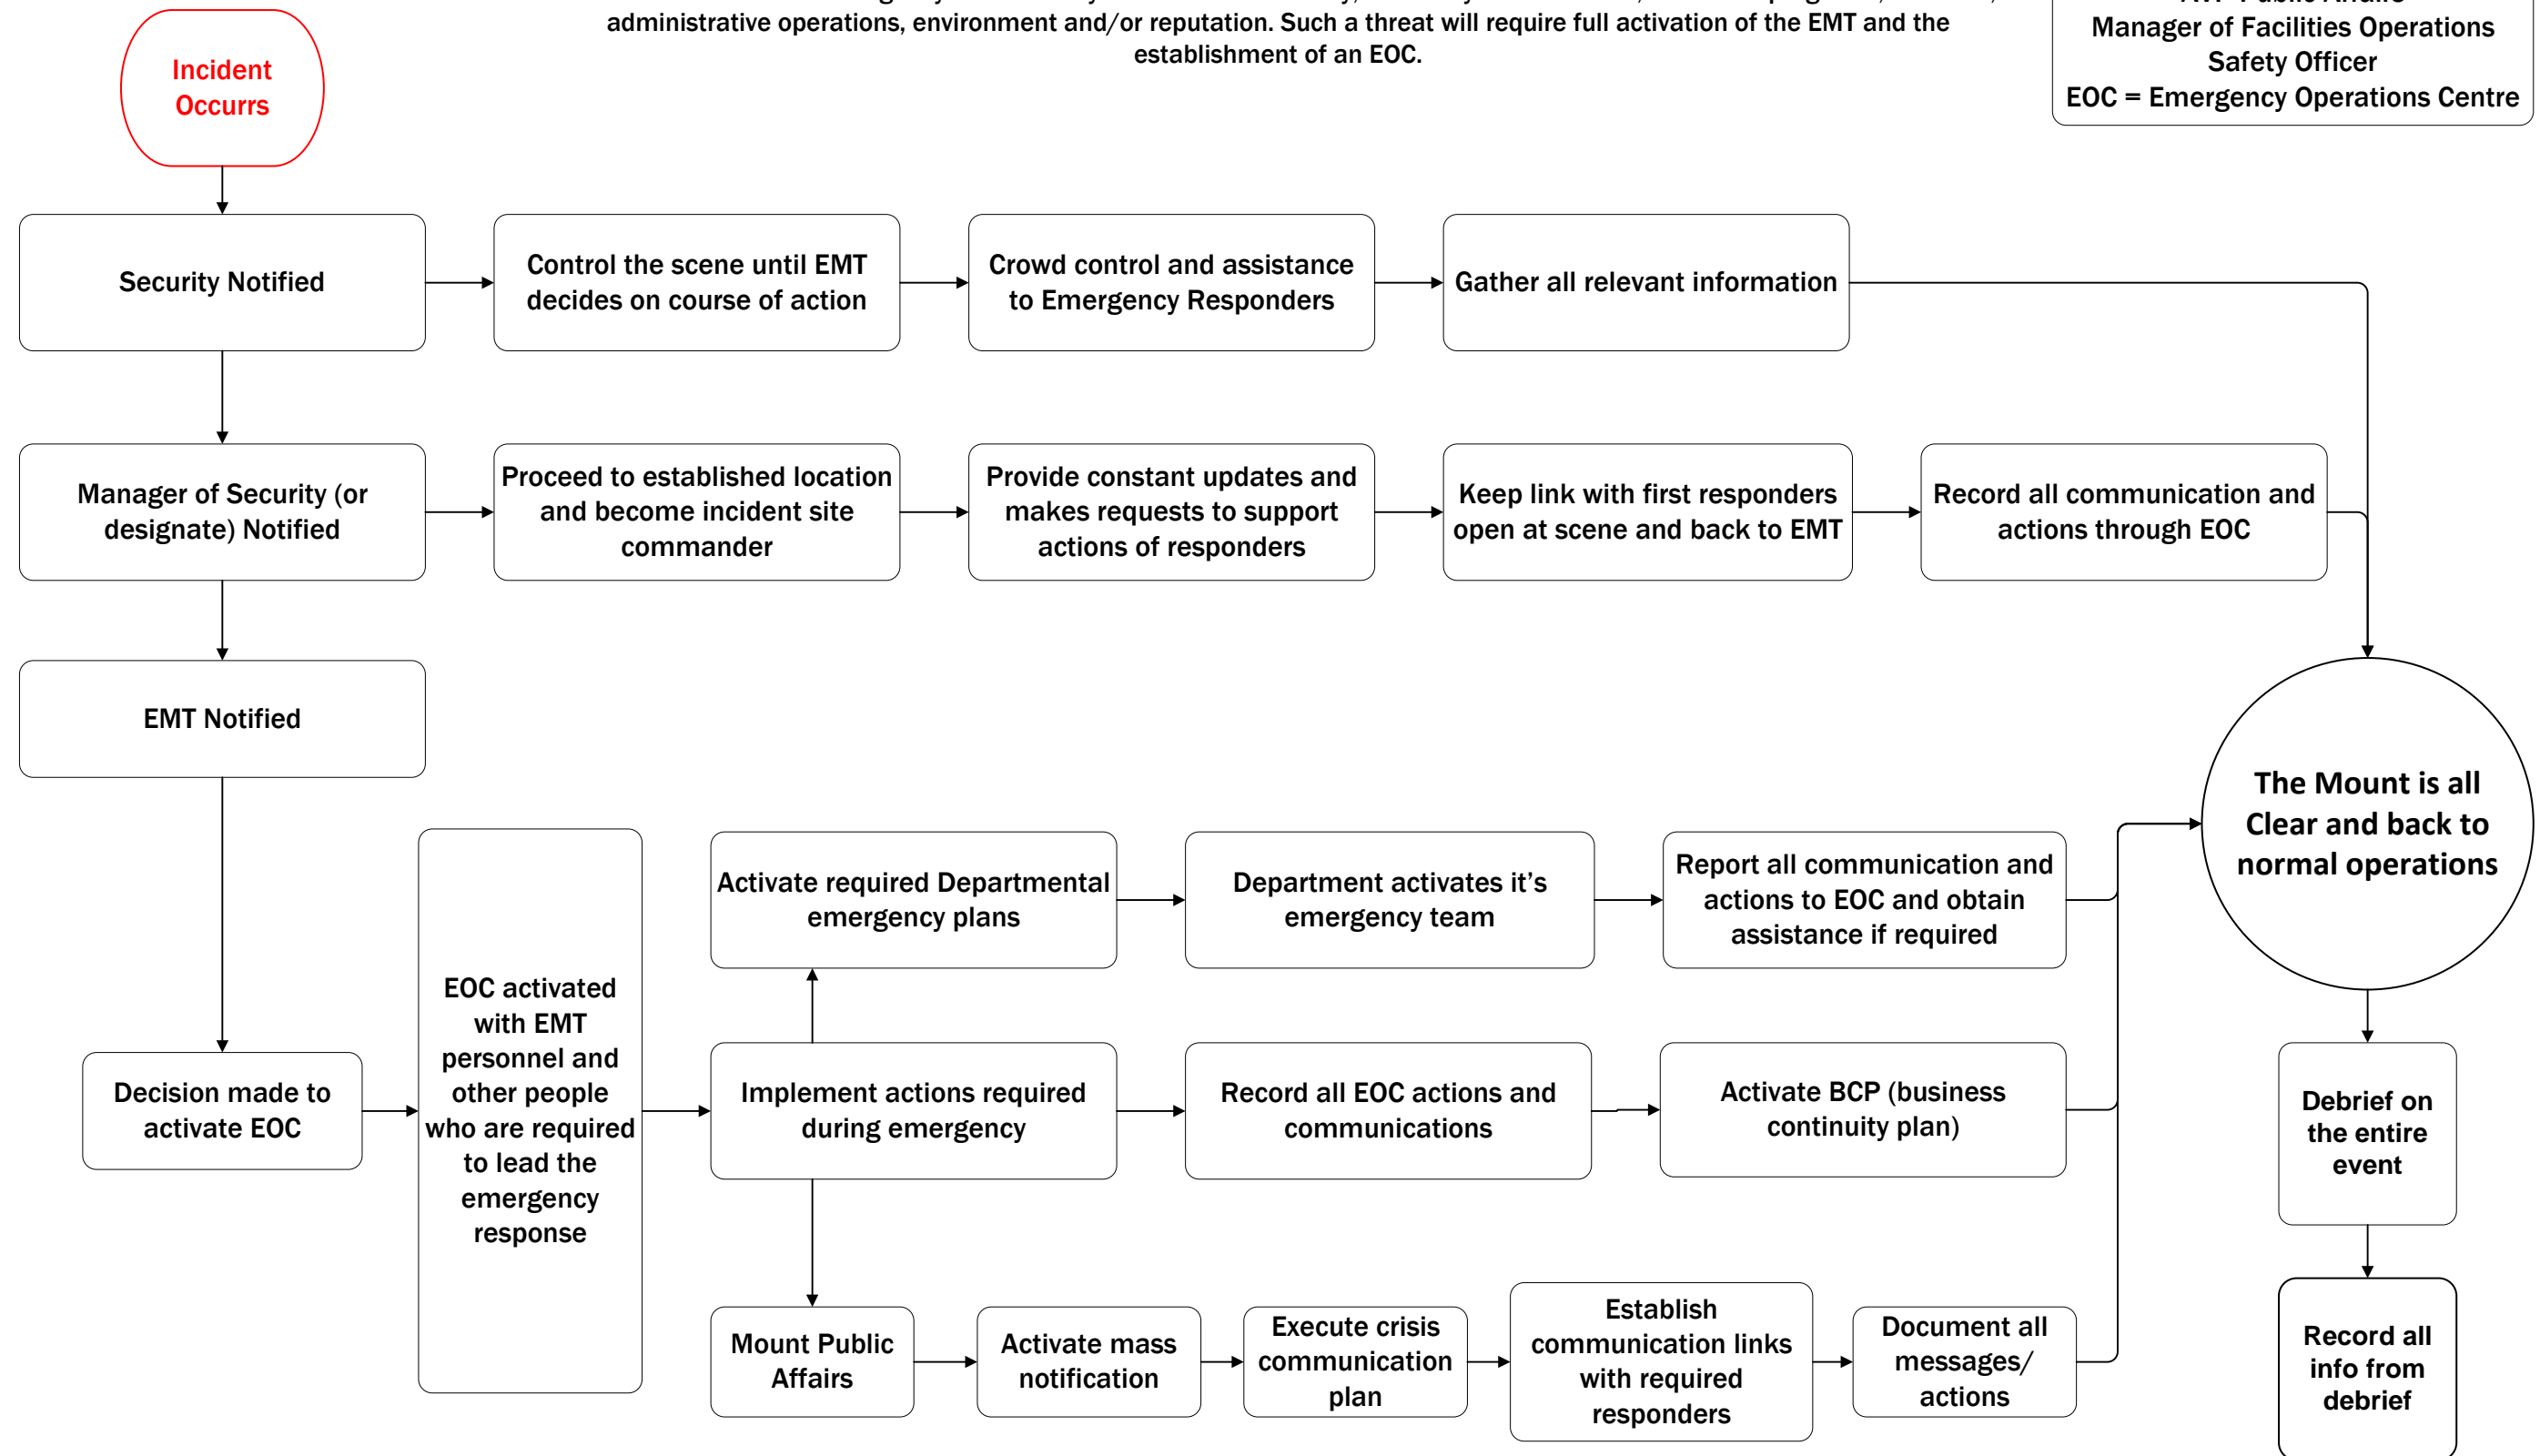 administrative operations, environment and/or reputation. Such a threat will require full activation of the EMT and the
establishment of an EOC.
Manager of Facilities Operations
Safety Officer
EOC = Emergency Operations Centre
Incident
Occurrs
Security Notified
Control the scene until EMT
decides on course of action
Crowd control and assistance
to Emergency Responders
Gather all relevant information
Manager of Security (or
designate) Notified
Proceed to established location
and become incident site
commander
Provide constant updates and
makes requests to support
actions of responders
Keep link with first responders
open at scene and back to EMT
Record all communication and
actions through EOC
EMT Notified
The Mount is all
Clear and back to
normal operations
Activate required Departmental
emergency plans
Department activates it’s
emergency team
Report all communication and
actions to EOC and obtain
assistance if required
Decision made to
activate EOC
EOC activated
with EMT
personnel and
other people
who are required
to lead the
emergency
response
Implement actions required
during emergency
Record all EOC actions and
communications
Activate BCP (business
continuity plan)
Debrief on
the entire
event
Mount Public
Affairs
Activate mass
notification
Execute crisis
communication
plan
Establish
communication links
with required
responders
Document all
messages/
actions
Record all
info from
debrief